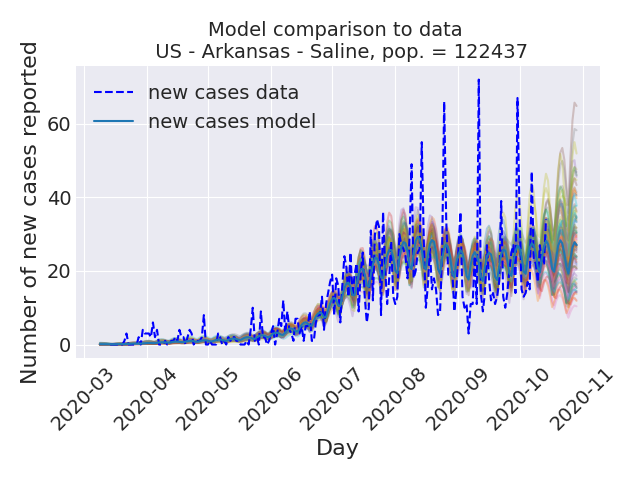 Model comparison to data
US - Arkansas - Saline, pop. = 122437
Number of new cases reported
60
40
20
0
new cases data
new cases model
2020-03
2020-04
2020-05
2020-06
2020-07
2020-08
2020-09
2020-10
2020-11
Day